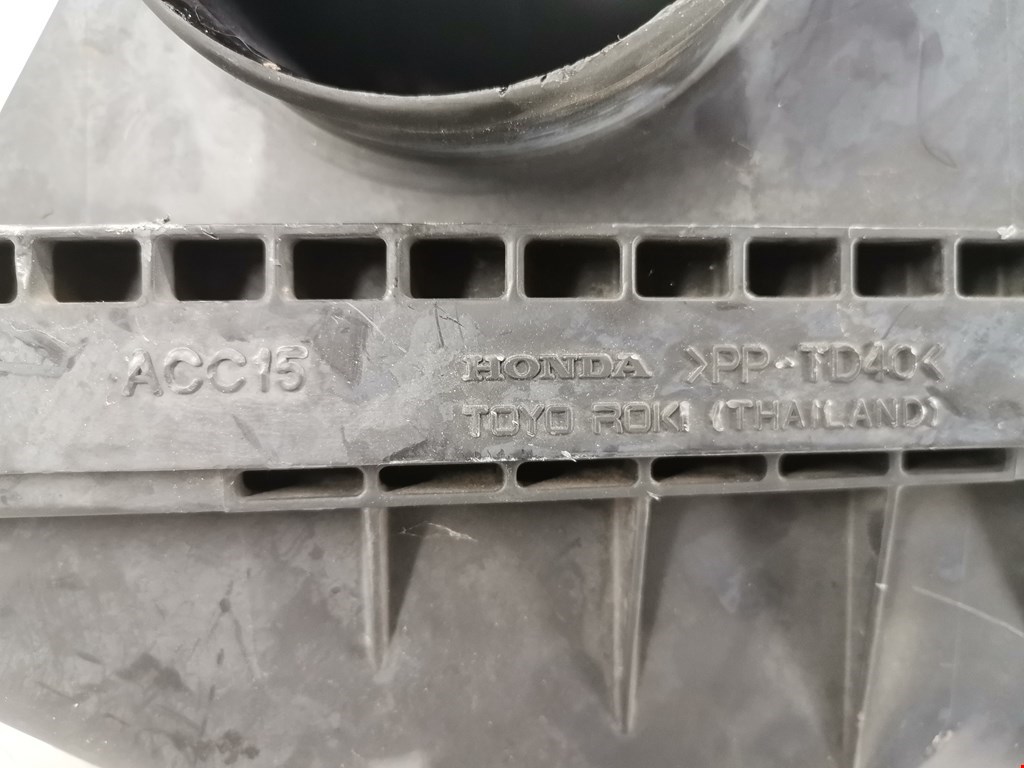 ACC15
HONDA >PP-TD40<
TOYO ROKI (THAILAND)